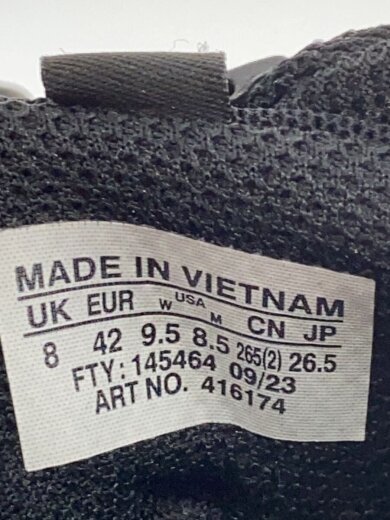 MADE IN VIETNAM
UK EUR W USA M CN JP
8 42 9.5 8.5 265(2) 26.5
FTY: 145464 09/23
ART NO. 416174